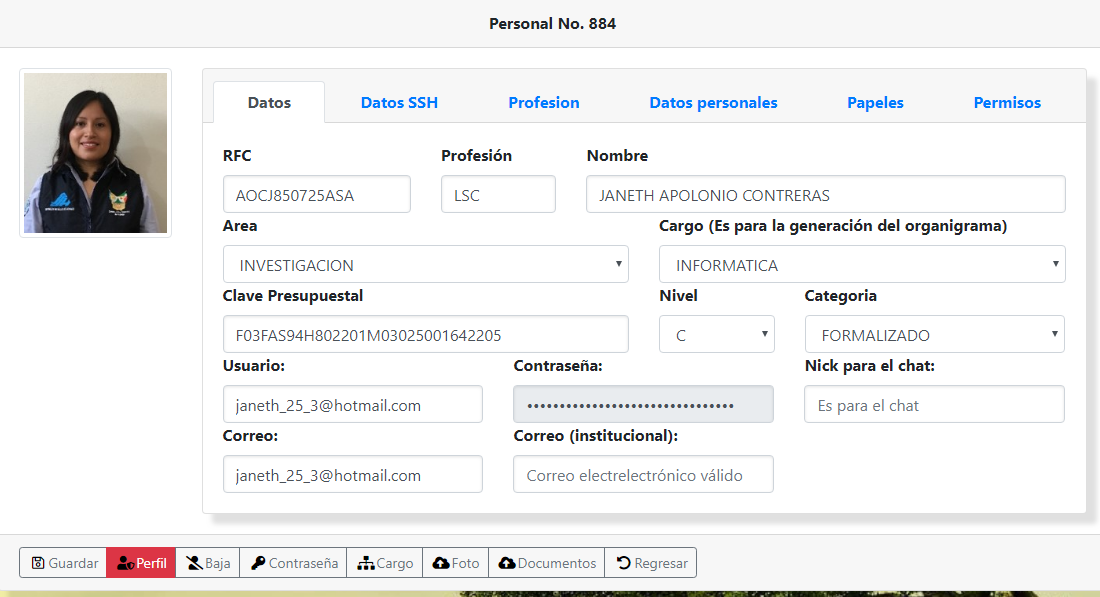 Personal No. 884
Datos Datos SSH Profesion Datos personales Papeles Permisos
RFC Profesión Nombre
AOCJ850725ASA LSC JANETH APOLONIO CONTRERAS
Area Cargo (Es para la generación del organigrama)
INVESTIGACION INFORMATICA
Clave Presupuestal Nivel Categoria
F03FAS94H802201M03025001642205 C FORMALIZADO
Usuario: Contraseña: Nick para el chat:
janeth_25_3@hotmail.com •••••••••••••••••••••••••••••••• Es para el chat
Correo: Correo (institucional):
janeth_25_3@hotmail.com Correo electrelectrónico válido
Guardar Perfil Baja Contraseña Cargo Foto Documentos Regresar